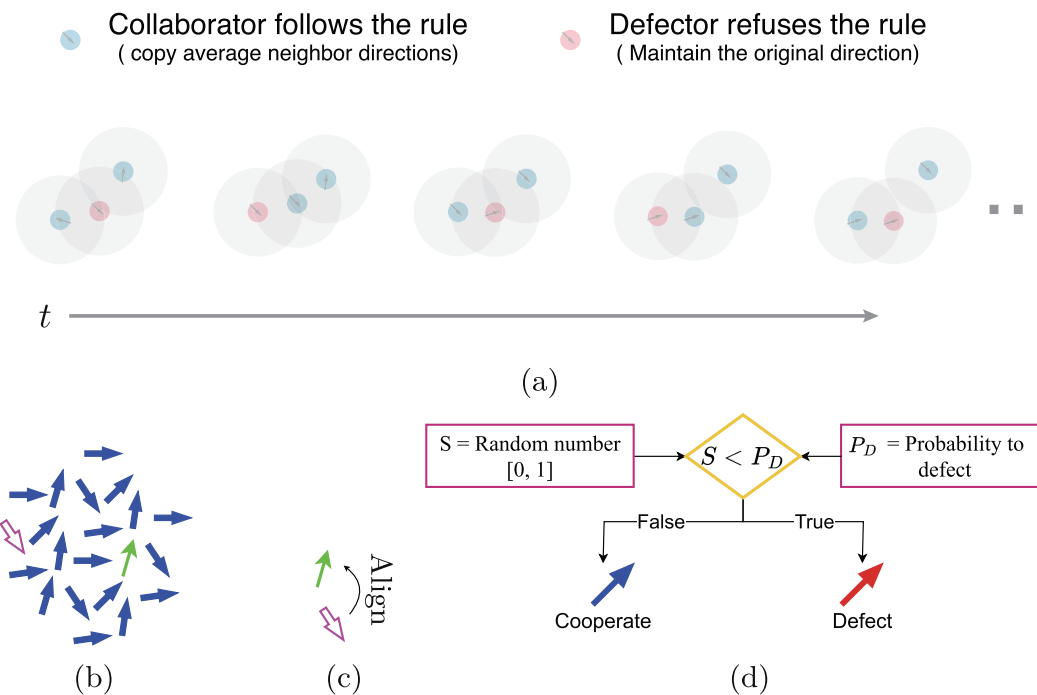 Collaborator follows the rule
( copy average neighbor directions)
Defector refuses the rule
( Maintain the original direction)
t
(a)
S = Random number
[0, 1]
S < P_D
P_D = Probability to
defect
False
True
Align
Cooperate
Defect
(b)
(c)
(d)